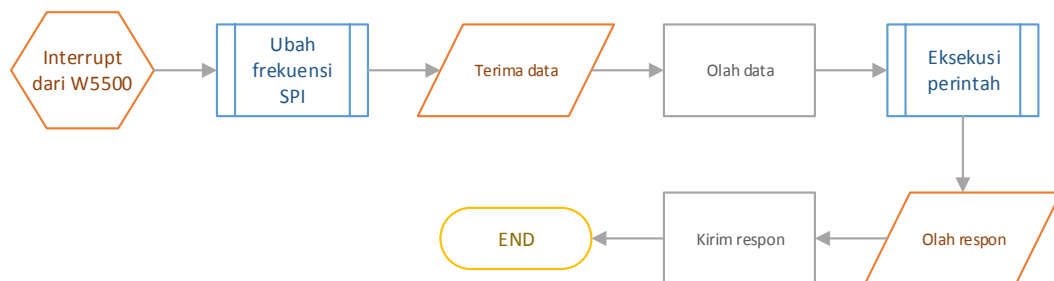 Interrupt
dari W5500
Ubah
frekuensi
SPI
Terima data
Olah data
Eksekusi
perintah
Olah respon
Kirim respon
END